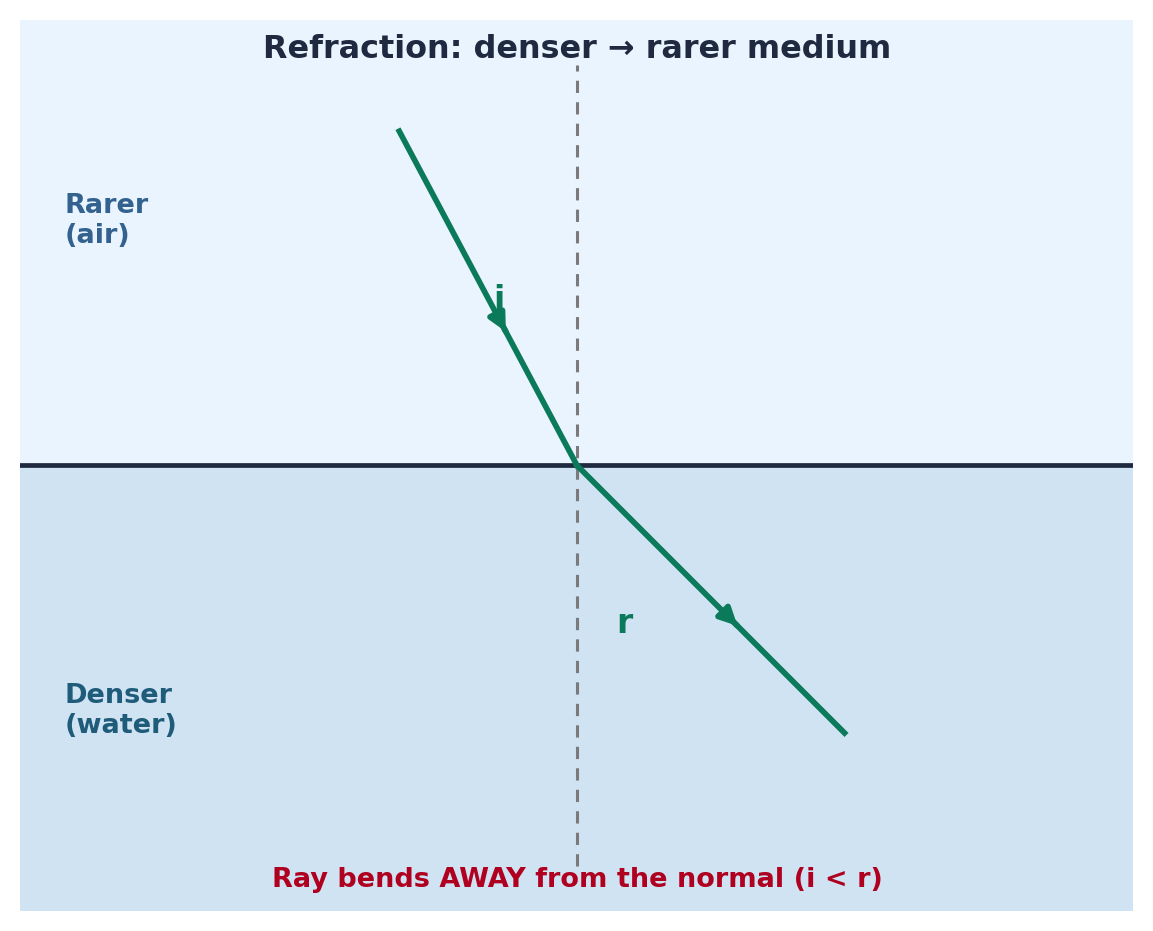 Refraction: denser → rarer medium
Rarer
(air)
i
r
Denser
(water)
Ray bends AWAY from the normal (i < r)